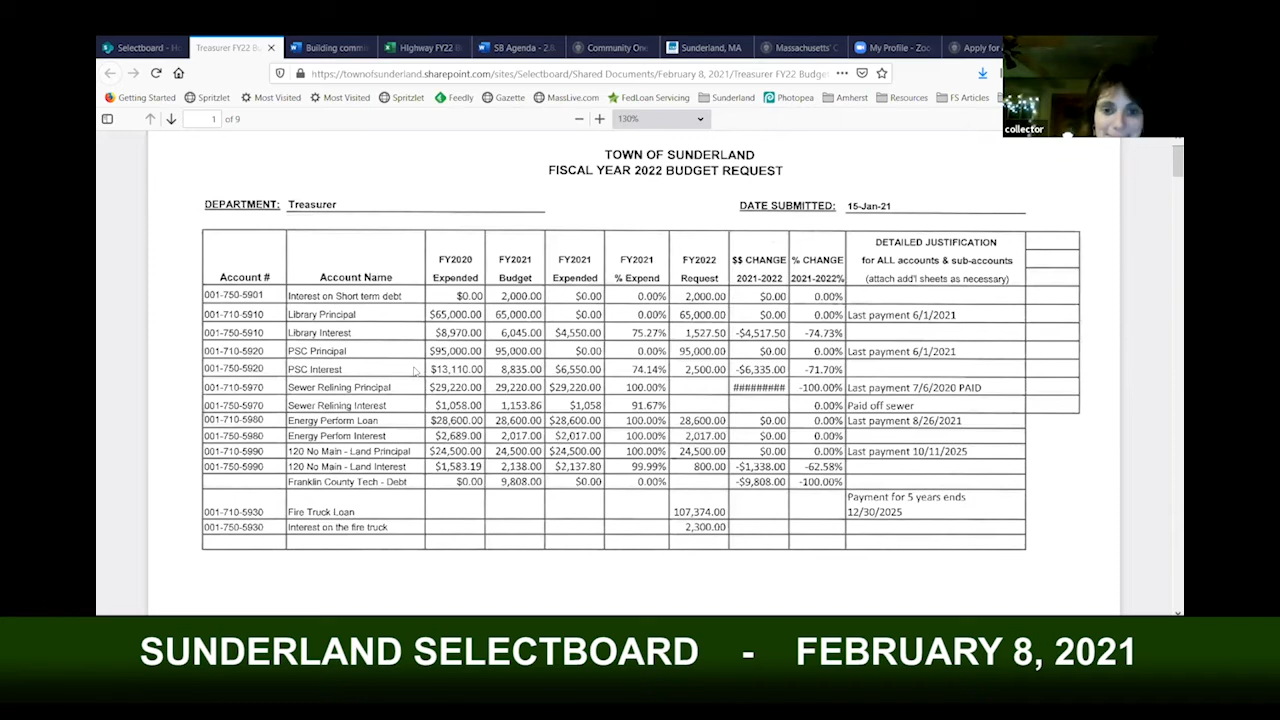 Selectboard - H
Treasurer FY22 Budget
Building commi
Highway FY22 B
SB Agenda - 2.8
Community One
Sunderland, MA
Massachusetts' C
My Profile - Zoo
Apply for a
https://townofsunderland.sharepoint.com/sites/Selectboard/Shared Documents/February 8, 2021/Treasurer FY22 Budge
Getting Started Spritzlet Most Visited Most Visited Spritzlet Feedly Gazette MassLive.com FedLoan Servicing Sunderland Photopea Amherst Resources FS Articles
1 of 9
130%
collector
TOWN OF SUNDERLAND
FISCAL YEAR 2022 BUDGET REQUEST
DEPARTMENT: Treasurer DATE SUBMITTED: 15-Jan-21
Account # Account Name FY2020 Expended FY2021 Budget FY2021 Expended FY2021 % Expend FY2022 Request $$ CHANGE 2021-2022 % CHANGE 2021-2022% DETAILED JUSTIFICATION for ALL accounts & sub-accounts (attach add'l sheets as necessary)
001-750-5901 Interest on Short term debt $0.00 2,000.00 $0.00 0.00% 2,000.00 $0.00 0.00%
001-710-5910 Library Principal $65,000.00 65,000.00 $0.00 0.00% 65,000.00 $0.00 0.00% Last payment 6/1/2021
001-750-5910 Library Interest $8,970.00 6,045.00 $4,550.00 75.27% 1,527.50 -$4,517.50 -74.73%
001-710-5920 PSC Principal $95,000.00 95,000.00 $0.00 0.00% 95,000.00 $0.00 0.00% Last payment 6/1/2021
001-750-5920 PSC Interest $13,110.00 8,835.00 $6,550.00 74.14% 2,500.00 -$6,335.00 -71.70%
001-710-5970 Sewer Relining Principal $29,220.00 29,220.00 $29,220.00 100.00% ######### -100.00% Last payment 7/6/2020 PAID
001-750-5970 Sewer Relining Interest $1,058.00 1,153.86 $1,058 91.67% 0.00% Paid off sewer
001-710-5980 Energy Perform Loan $28,600.00 28,600.00 $28,600.00 100.00% 28,600.00 $0.00 0.00% Last payment 8/26/2021
001-750-5980 Energy Perfom Interest $2,689.00 2,017.00 $2,017.00 100.00% 2,017.00 $0.00 0.00%
001-710-5990 120 No Main - Land Principal $24,500.00 24,500.00 $24,500.00 100.00% 24,500.00 $0.00 0.00% Last payment 10/11/2025
001-750-5990 120 No Main - Land Interest $1,583.19 2,138.00 $2,137.80 99.99% 800.00 -$1,338.00 -62.58%
Franklin County Tech - Debt $0.00 9,808.00 $0.00 0.00% -$9,808.00 -100.00%
001-710-5930 Fire Truck Loan 107,374.00 Payment for 5 years ends 12/30/2025
001-750-5930 Interest on the fire truck 2,300.00
SUNDERLAND SELECTBOARD - FEBRUARY 8, 2021